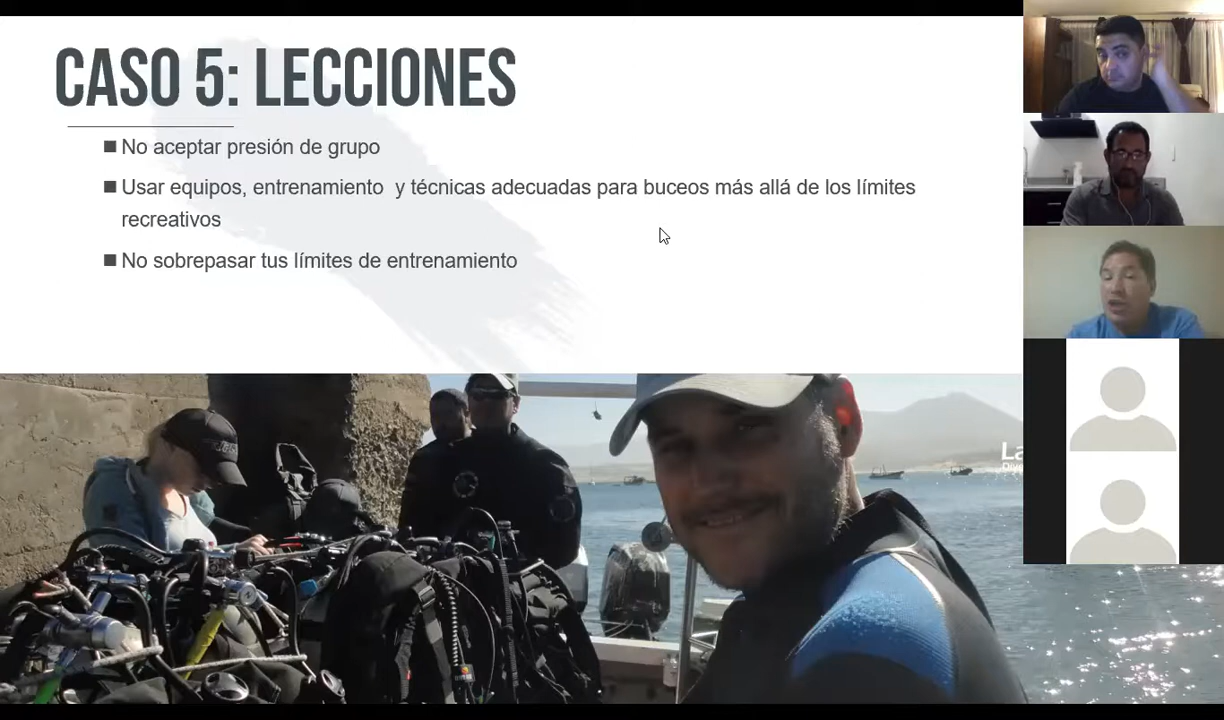 CASO 5: LECCIONES
No aceptar presión de grupo
Usar equipos, entrenamiento y técnicas adecuadas para buceos más allá de los límites
recreativos
No sobrepasar tus límites de entrenamiento